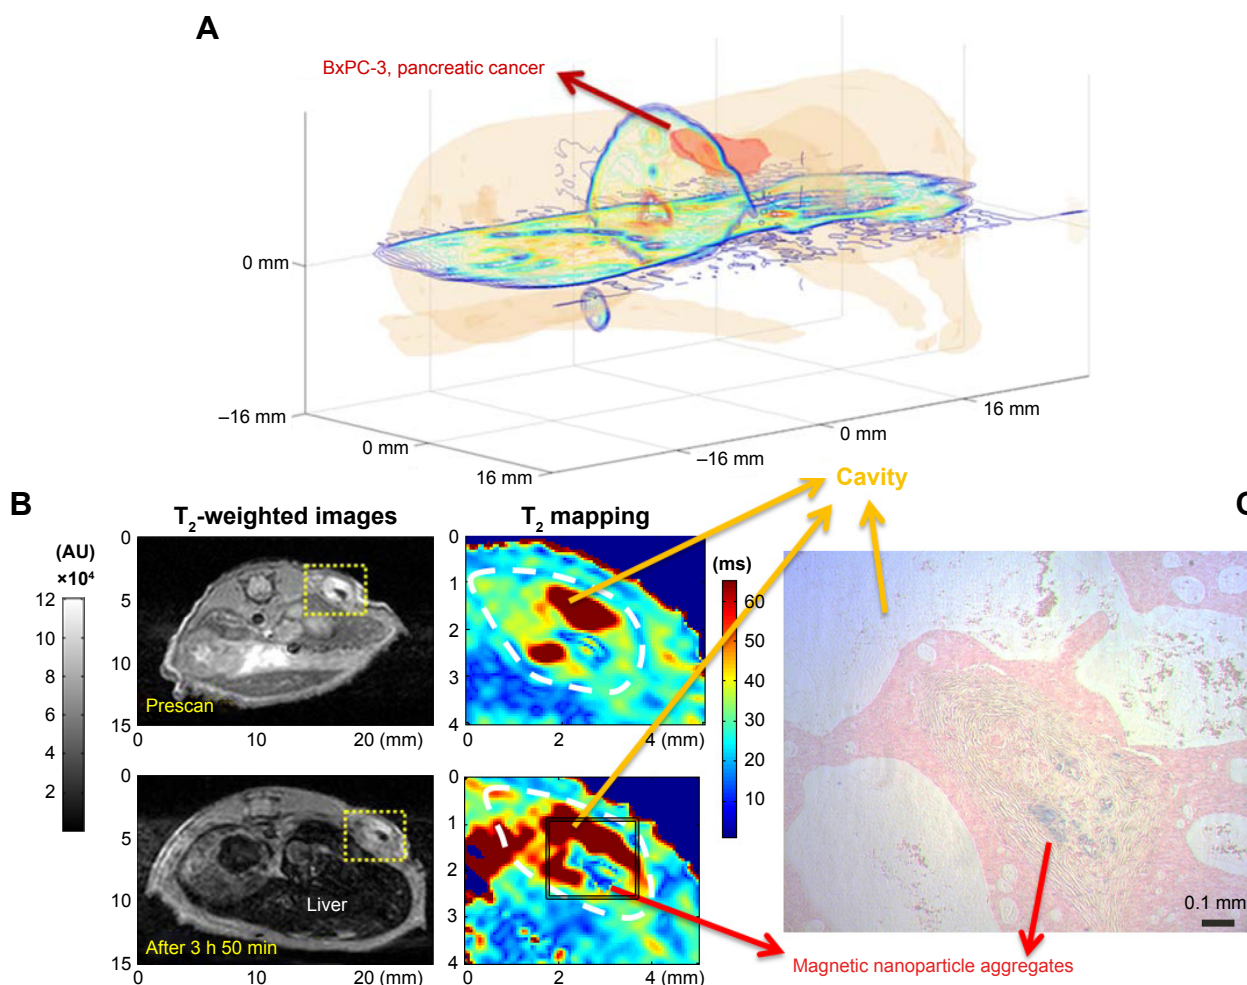 A
BxPC-3, pancreatic cancer
0 mm
–16 mm
0 mm
16 mm
–16 mm
0 mm
16 mm
Cavity
B
C
T2-weighted images
T2 mapping
(AU)
×10⁴
12
10
8
6
4
2
0
5
10
15
Prescan
0
10
20 (mm)
0
1
2
3
4
0
2
4 (mm)
(ms)
60
50
40
30
20
10
0
5
10
15
Liver
After 3 h 50 min
0
10
20 (mm)
0
1
2
3
4
0
2
4 (mm)
0.1 mm
Magnetic nanoparticle aggregates